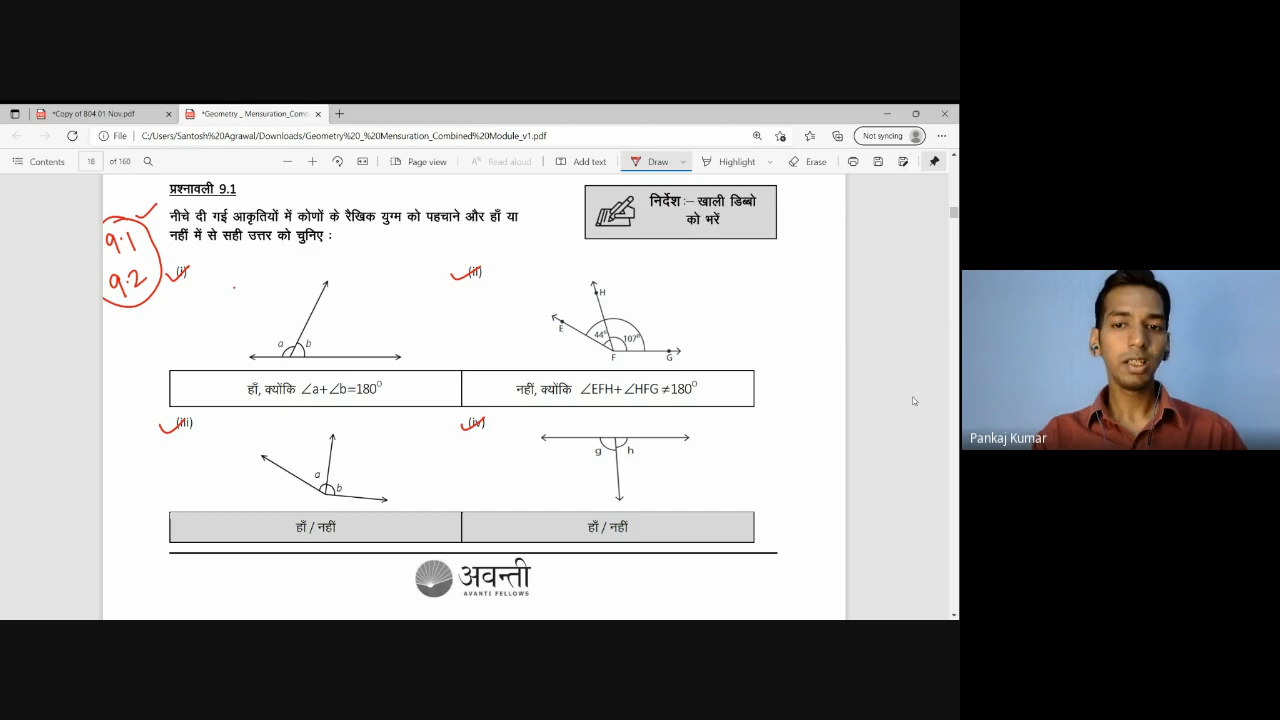 *Copy of B04 01 Nov.pdf
*Geometry _ Mensuration_Comb
File
C:/Users/Santosh%20Agrawal/Downloads/Geometry%20_%20Mensuration_Combined%20Module_v1.pdf
Not syncing
Contents
18
of 160
Page view
Read aloud
Add text
Draw
Highlight
Erase
प्रश्नावली 9.1
नीचे दी गई आकृतियों में कोणों के रैखिक युग्म को पहचाने और हाँ या
नहीं में से सही उत्तर को चुनिए :
निर्देश :– खाली डिब्बो
को भरें
9.1
9.2
(i)
(ii)
a b
H
E
44° 107°
F G
हाँ, क्योंकि ∠a+∠b=180°
नहीं, क्योंकि ∠EFH+∠HFG ≠180°
(iii)
(iv)
a
b
g h
हाँ / नहीं
हाँ / नहीं
अवन्ती
AVANTI FELLOWS
Pankaj Kumar